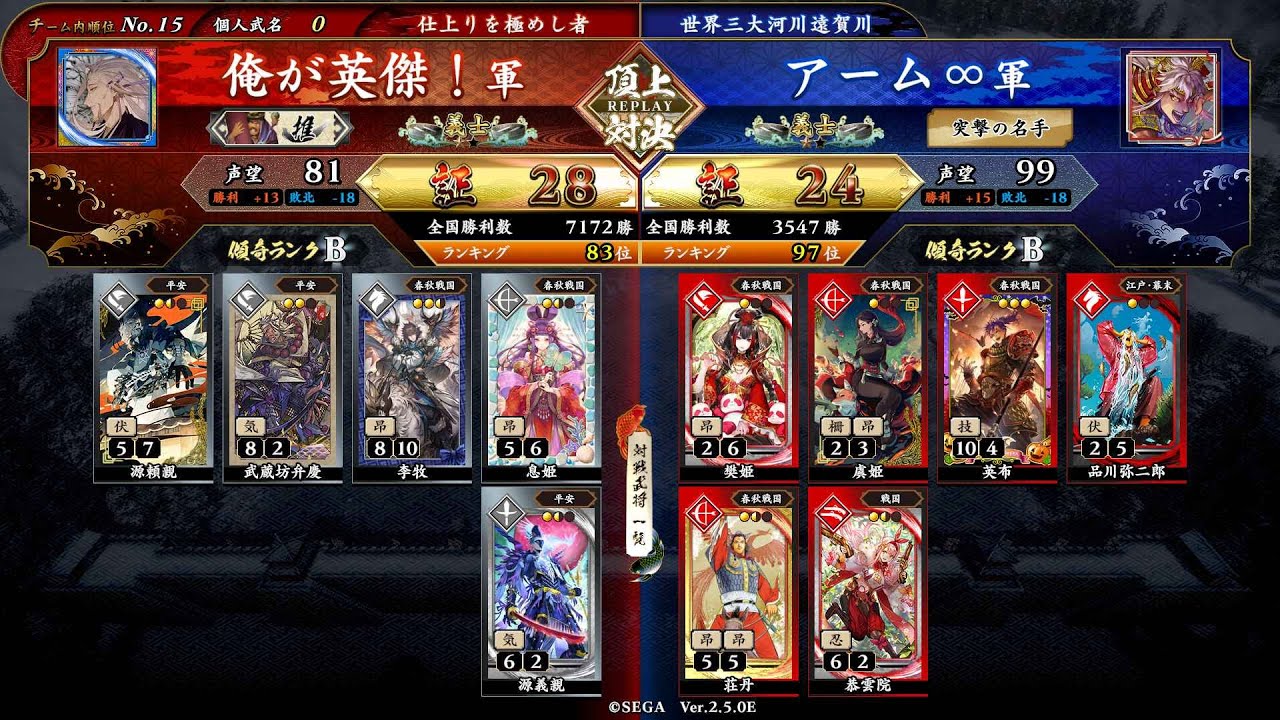 チーム内順位 No.15 個人武名 0
仕上りを極めし者
世界三大河川遠賀川
俺が英傑！軍
頂上
REPLAY
対決
アーム∞軍
推
義士
義士
突撃の名手
声望 81
勝利 +13 敗北 -18
証 28
証 24
声望 99
勝利 +15 敗北 -18
全国勝利数 7172勝
全国勝利数 3547勝
傾奇ランクB
ランキング 83位
ランキング 97位
傾奇ランクB
平安
伏
5 7
源頼親
平安
気
8 2
武蔵坊弁慶
春秋戦国
昂
8 10
李牧
春秋戦国
昂
5 6
息姫
春秋戦国
昂
2 6
樊姫
春秋戦国
柵 昂
2 3
虞姫
春秋戦国
技
10 4
英布
江戸・幕末
伏
2 5
品川弥二郎
対戦武将一覧
平安
気
6 2
源義親
春秋戦国
昂 昂
5 5
荘丹
戦国
忍
6 2
恭雲院
©SEGA Ver.2.5.0E